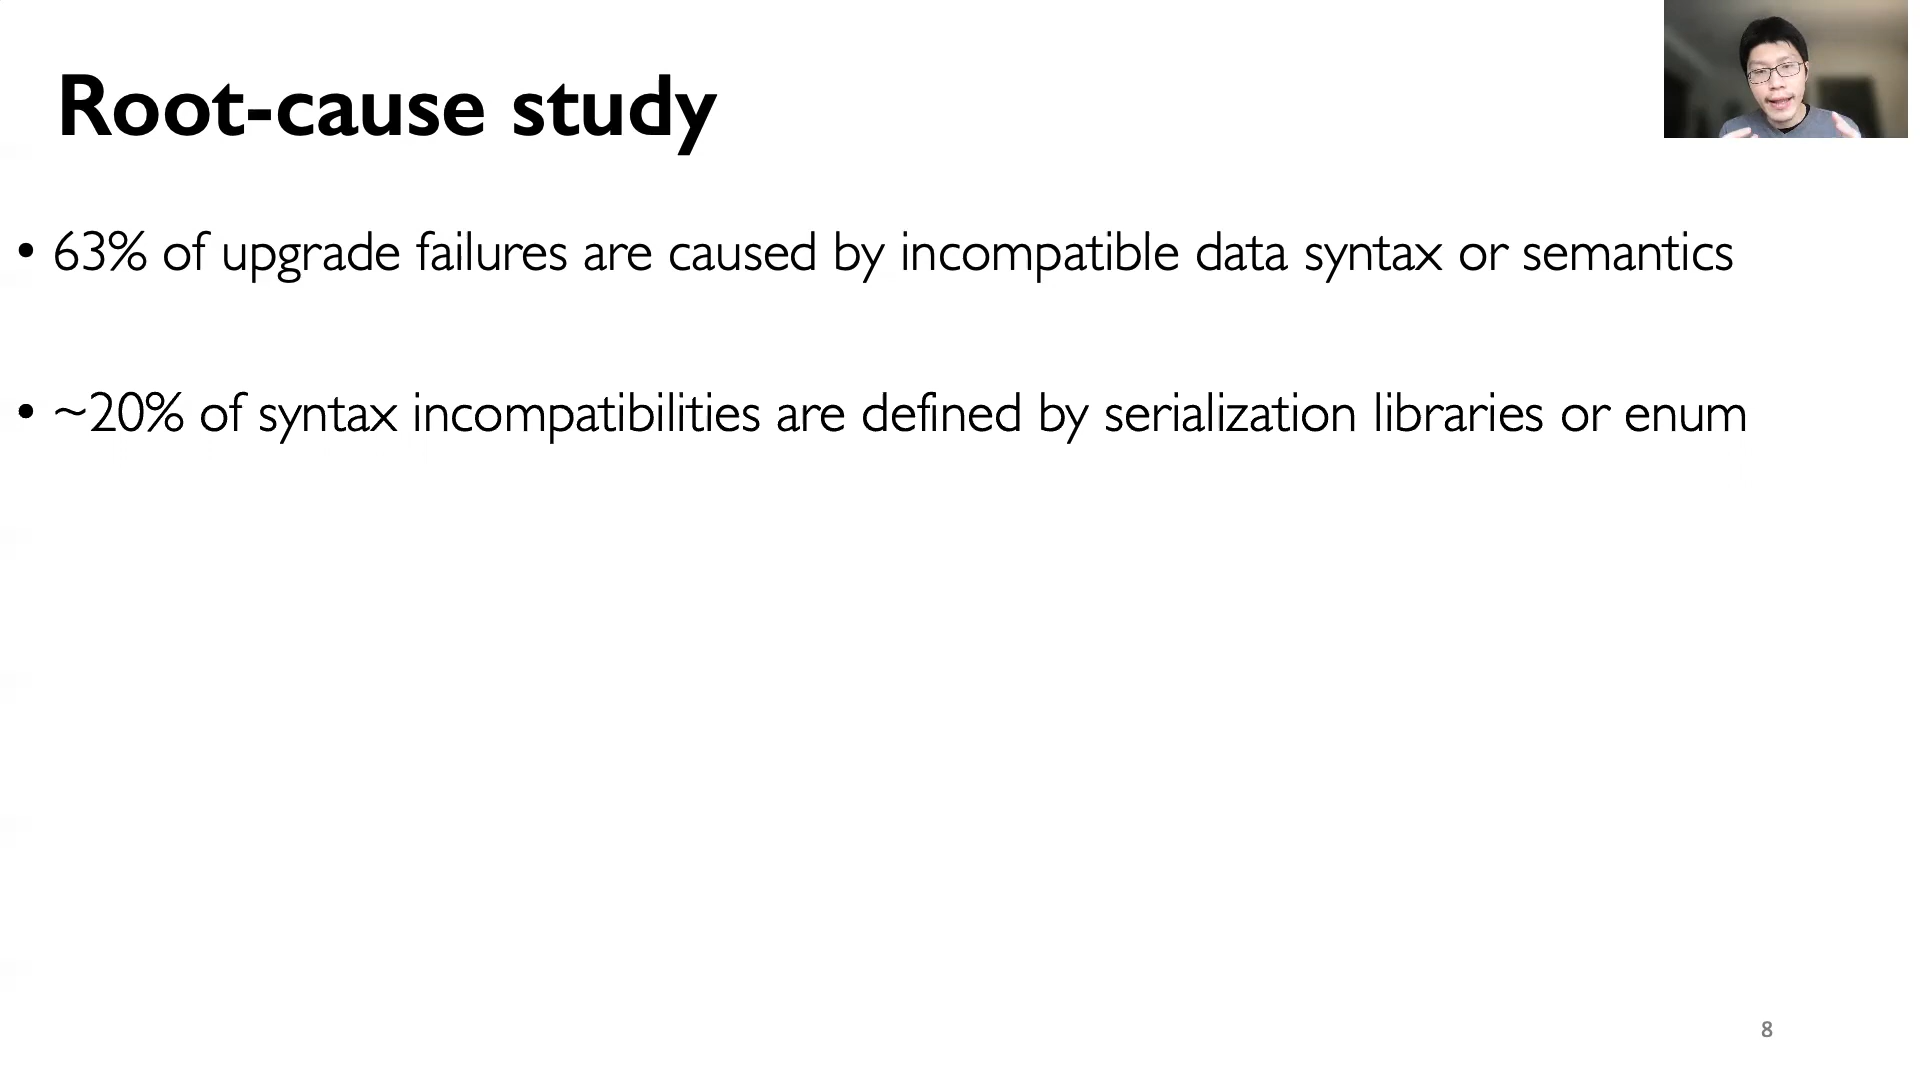 Root-cause study
• 63% of upgrade failures are caused by incompatible data syntax or semantics
• ~20% of syntax incompatibilities are defined by serialization libraries or enum
8